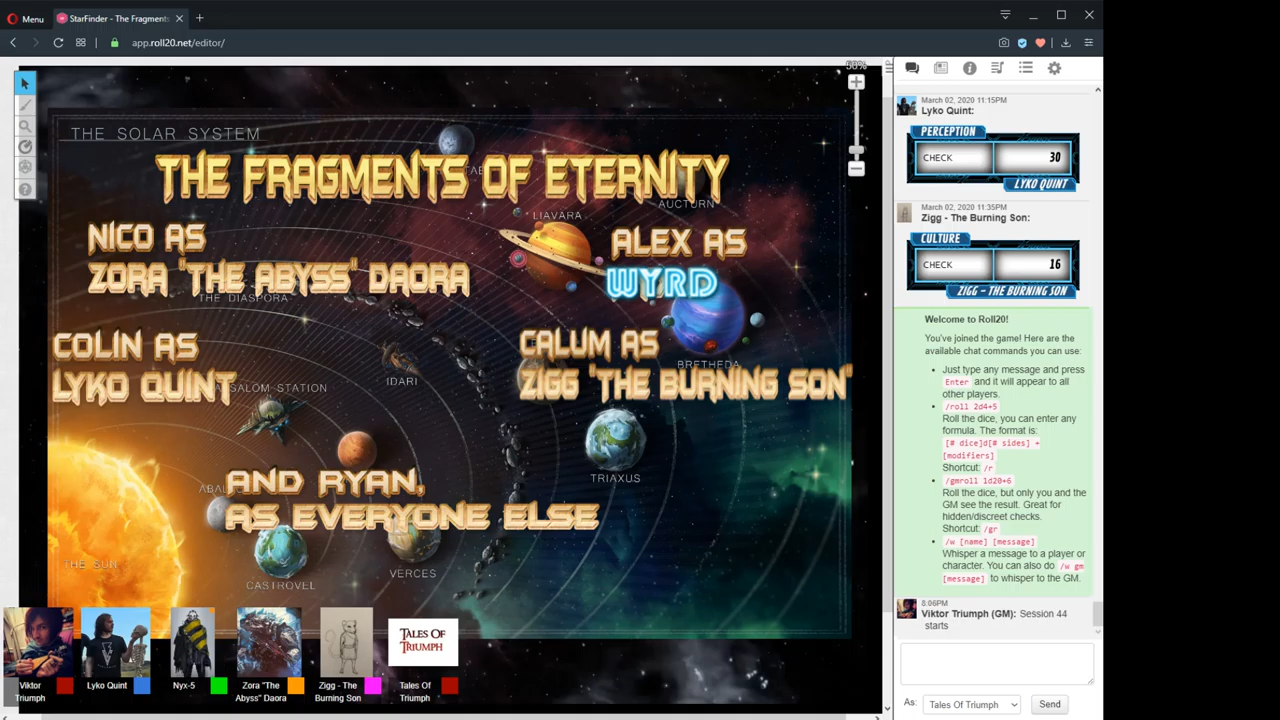 Menu
StarFinder - The Fragments
app.roll20.net/editor/
THE SOLAR SYSTEM
THE FRAGMENTS OF ETERNITY
AUCTURN
LIAVARA
NICO AS
ZORA "THE ABYSS" DAORA
THE DIASPORA
ALEX AS
WYRD
COLIN AS
LYKO QUINT
SALOM STATION
IDARI
CALUM AS
BRETHEDA
ZIGG "THE BURNING SON"
TRIAXUS
AND RYAN,
AS EVERYONE ELSE
THE SUN
CASTROVEL
VERCES
Viktor Triumph
Lyko Quint
Nyx-5
Zora "The Abyss" Daora
Zigg - The Burning Son
TALES OF
TRIUMPH
Tales Of Triumph
March 02, 2020 11:15PM
Lyko Quint:
PERCEPTION
CHECK 30
LYKO QUINT
March 02, 2020 11:35PM
Zigg - The Burning Son:
CULTURE
CHECK 16
ZIGG - THE BURNING SON
Welcome to Roll20!
You've joined the game! Here are the
available chat commands you can use:
Just type any message and press
Enter and it will appear to all
other players.
/roll 2d4+5
Roll the dice, you can enter any
formula. The format is:
[# dice]d[# sides] +
[modifiers]
Shortcut: /r
/gmroll 1d20+6
Roll the dice, but only you and the
GM see the result. Great for
hidden/discreet checks.
Shortcut: /gr
/w [name] [message]
Whisper a message to a player or
character. You can also do /w gm
[message] to whisper to the GM.
8:06PM
Viktor Triumph (GM): Session 44
starts
As: Tales Of Triumph
Send